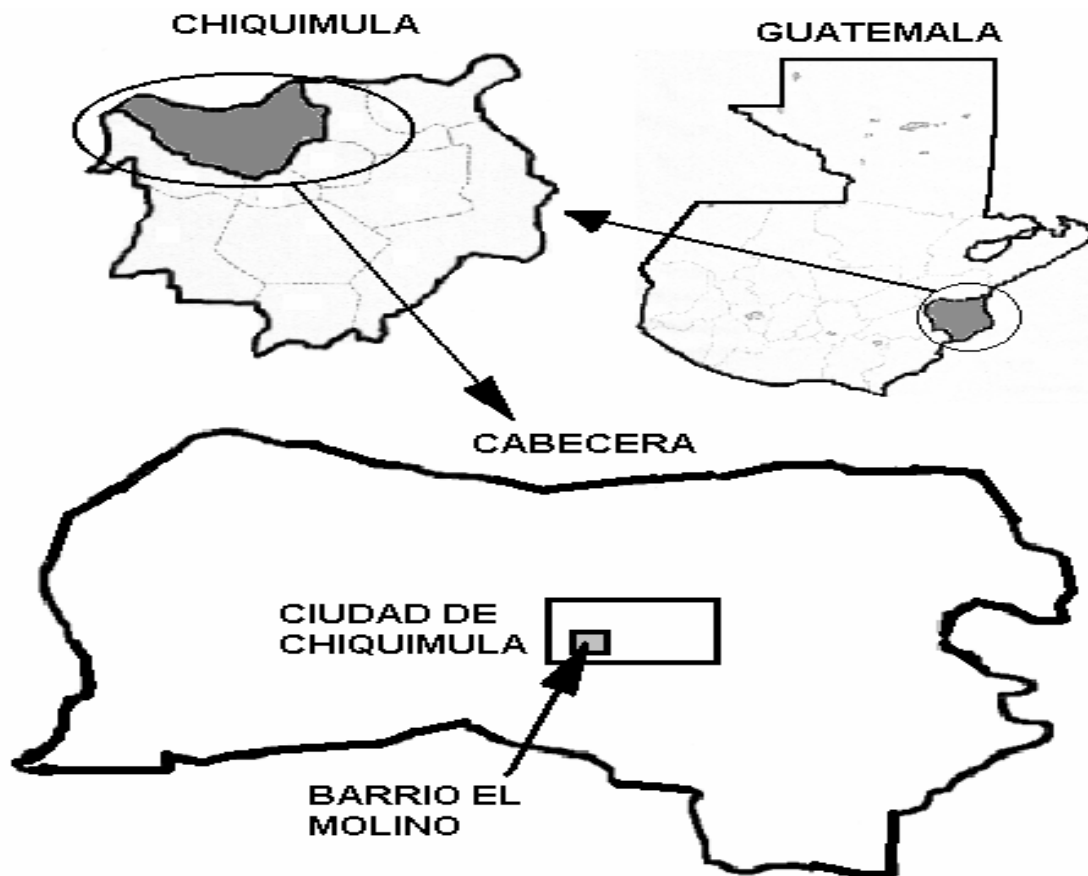 CHIQUIMULA
GUATEMALA
CABECERA
CIUDAD DE
CHIQUIMULA
BARRIO EL
MOLINO